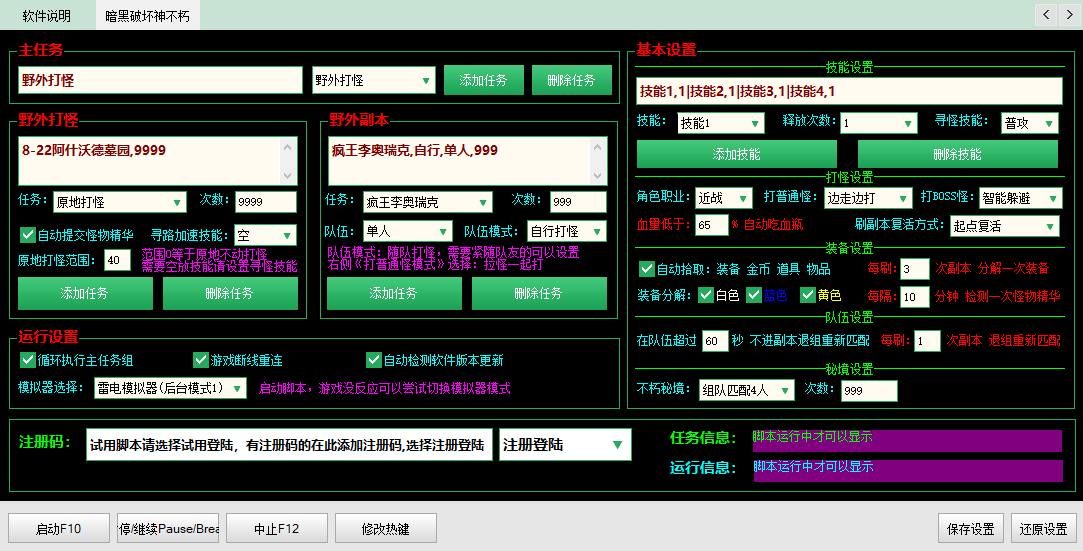 软件说明 暗黑破坏神不朽
主任务
野外打怪 野外打怪 添加任务 删除任务
野外打怪
8-22阿什沃德墓园,9999
任务: 原地打怪 次数: 9999
自动提交怪物精华 寻路加速技能: 空
原地打怪范围: 40 范围0等于原地不动打怪
需要空放技能请设置寻怪技能
添加任务 删除任务
野外副本
疯王李奥瑞克,自行,单人,999
任务: 疯王李奥瑞克 次数: 999
队伍: 单人 队伍模式: 自行打怪
队伍模式: 随队打怪, 需要紧随队友的可以设置
右侧《打普通怪模式》选择: 拉怪一起打
添加任务 删除任务
运行设置
循环执行主任务组 游戏断线重连 自动检测软件版本更新
模拟器选择: 雷电模拟器(后台模式1) 启动脚本, 游戏没反应可以尝试切换模拟器模式
基本设置
技能设置
技能1,1|技能2,1|技能3,1|技能4,1
技能: 技能1 释放次数: 1 寻怪技能: 普攻
添加技能 删除技能
打怪设置
角色职业: 近战 打普通怪: 边走边打 打BOSS怪: 智能躲避
血量低于: 65 % 自动吃血瓶 刷副本复活方式: 起点复活
装备设置
自动拾取: 装备 金币 道具 物品 每刷: 3 次副本 分解一次装备
装备分解: 白色 蓝色 黄色 每隔: 10 分钟 检测一次怪物精华
队伍设置
在队伍超过 60 秒 不进副本退组重新匹配 每刷: 1 次副本 退组重新匹配
秘境设置
不朽秘境: 组队匹配4人 次数: 999
注册码: 试用脚本请选择试用登陆, 有注册码的在此添加注册码,选择注册登陆 注册登陆
任务信息: 脚本运行中才可以显示
运行信息: 脚本运行中才可以显示
启动F10 停/继续Pause/Brea 中止F12 修改热键 保存设置 还原设置